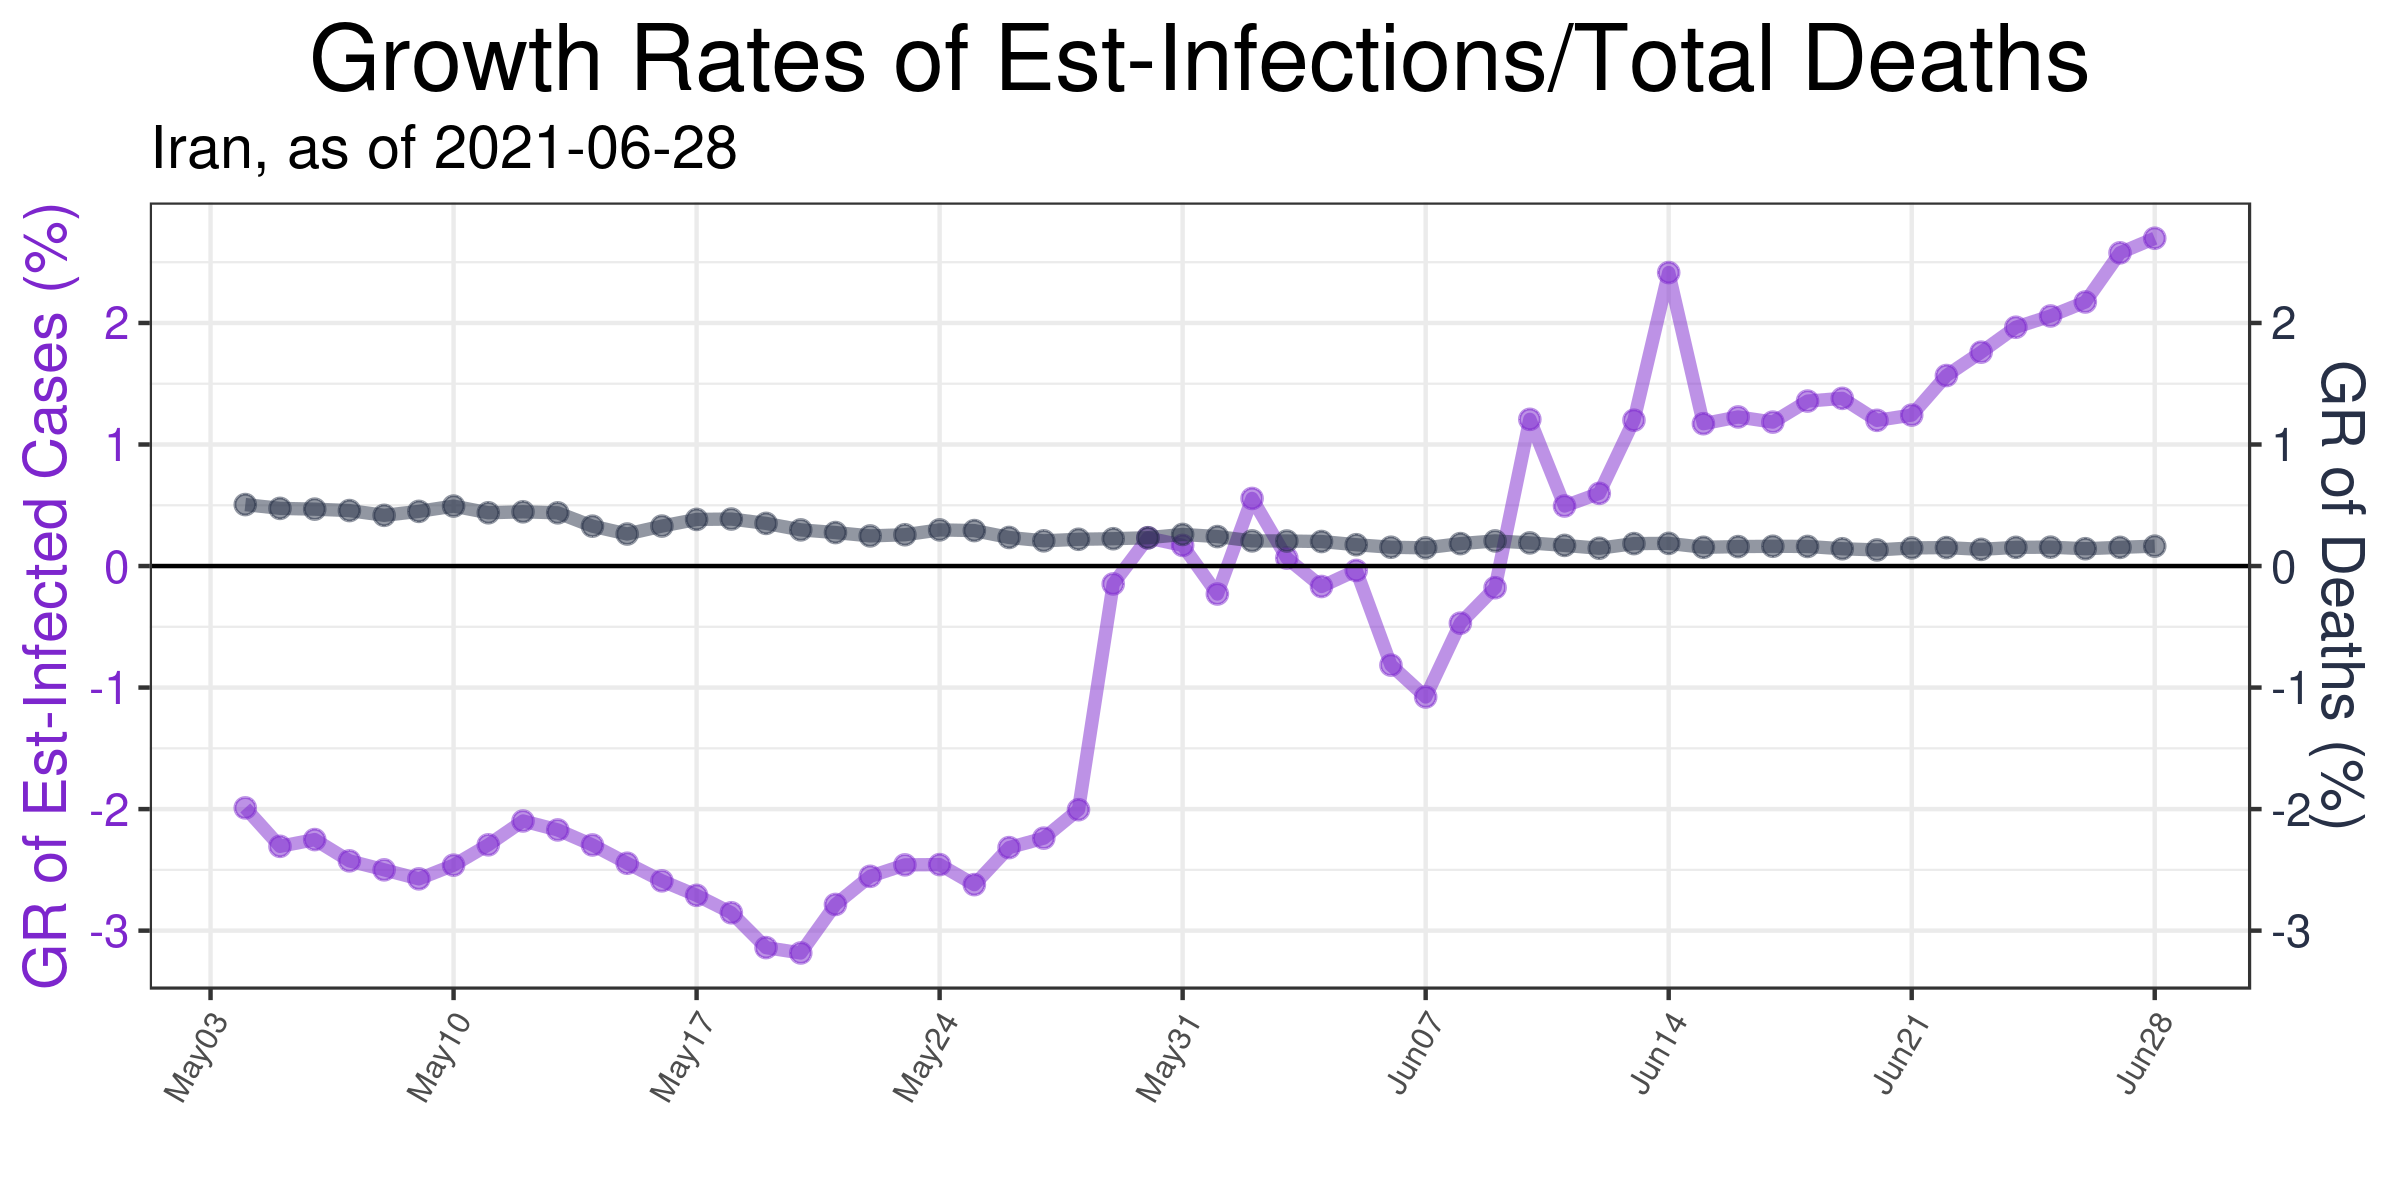 Growth Rates of Est-Infections/Total Deaths
Iran, as of 2021-06-28
GR of Est-Infected Cases (%)
2
1
0
-1
-2
-3
2
1
0
-1
-2
-3
GR of Deaths (%)
May03
May10
May17
May24
May31
Jun07
Jun14
Jun21
Jun28